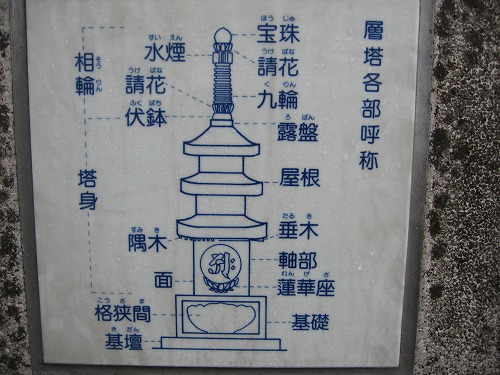 層塔各部呼称
ほう じゅ
宝珠
すい えん
水煙
うけ ばな
請花
そう りん
相輪
うけ ばな
請花
く りん
九輪
ふく ばち
伏鉢
ろ ばん
露盤
塔身
屋根
すみ き
隅木
たる き
垂木
軸部
面
れん げ ざ
蓮華座
こう ざ ま
格狭間
基礎
き だん
基壇